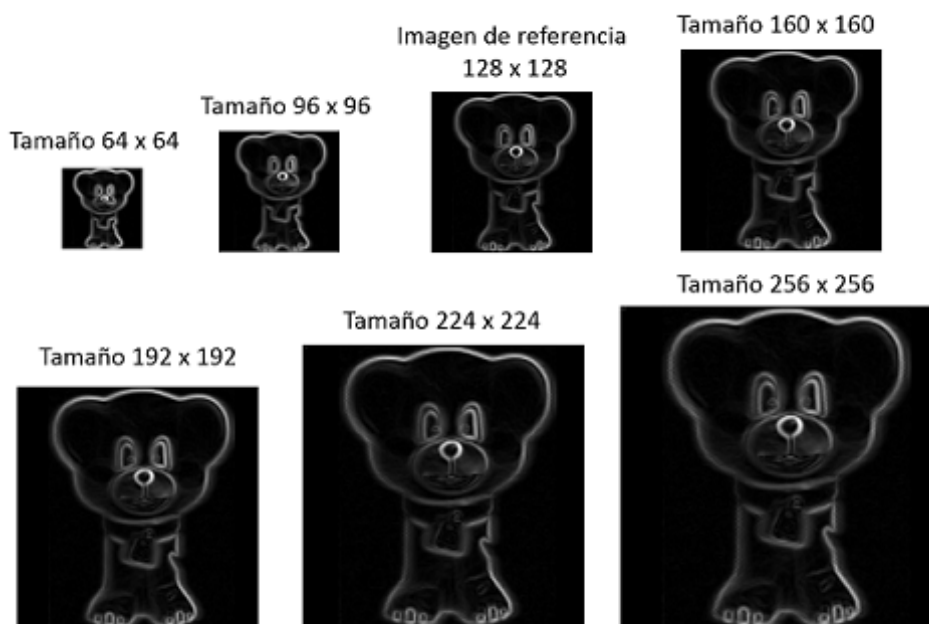 Tamaño 64 x 64
Tamaño 96 x 96
Imagen de referencia
128 x 128
Tamaño 160 x 160
Tamaño 192 x 192
Tamaño 224 x 224
Tamaño 256 x 256